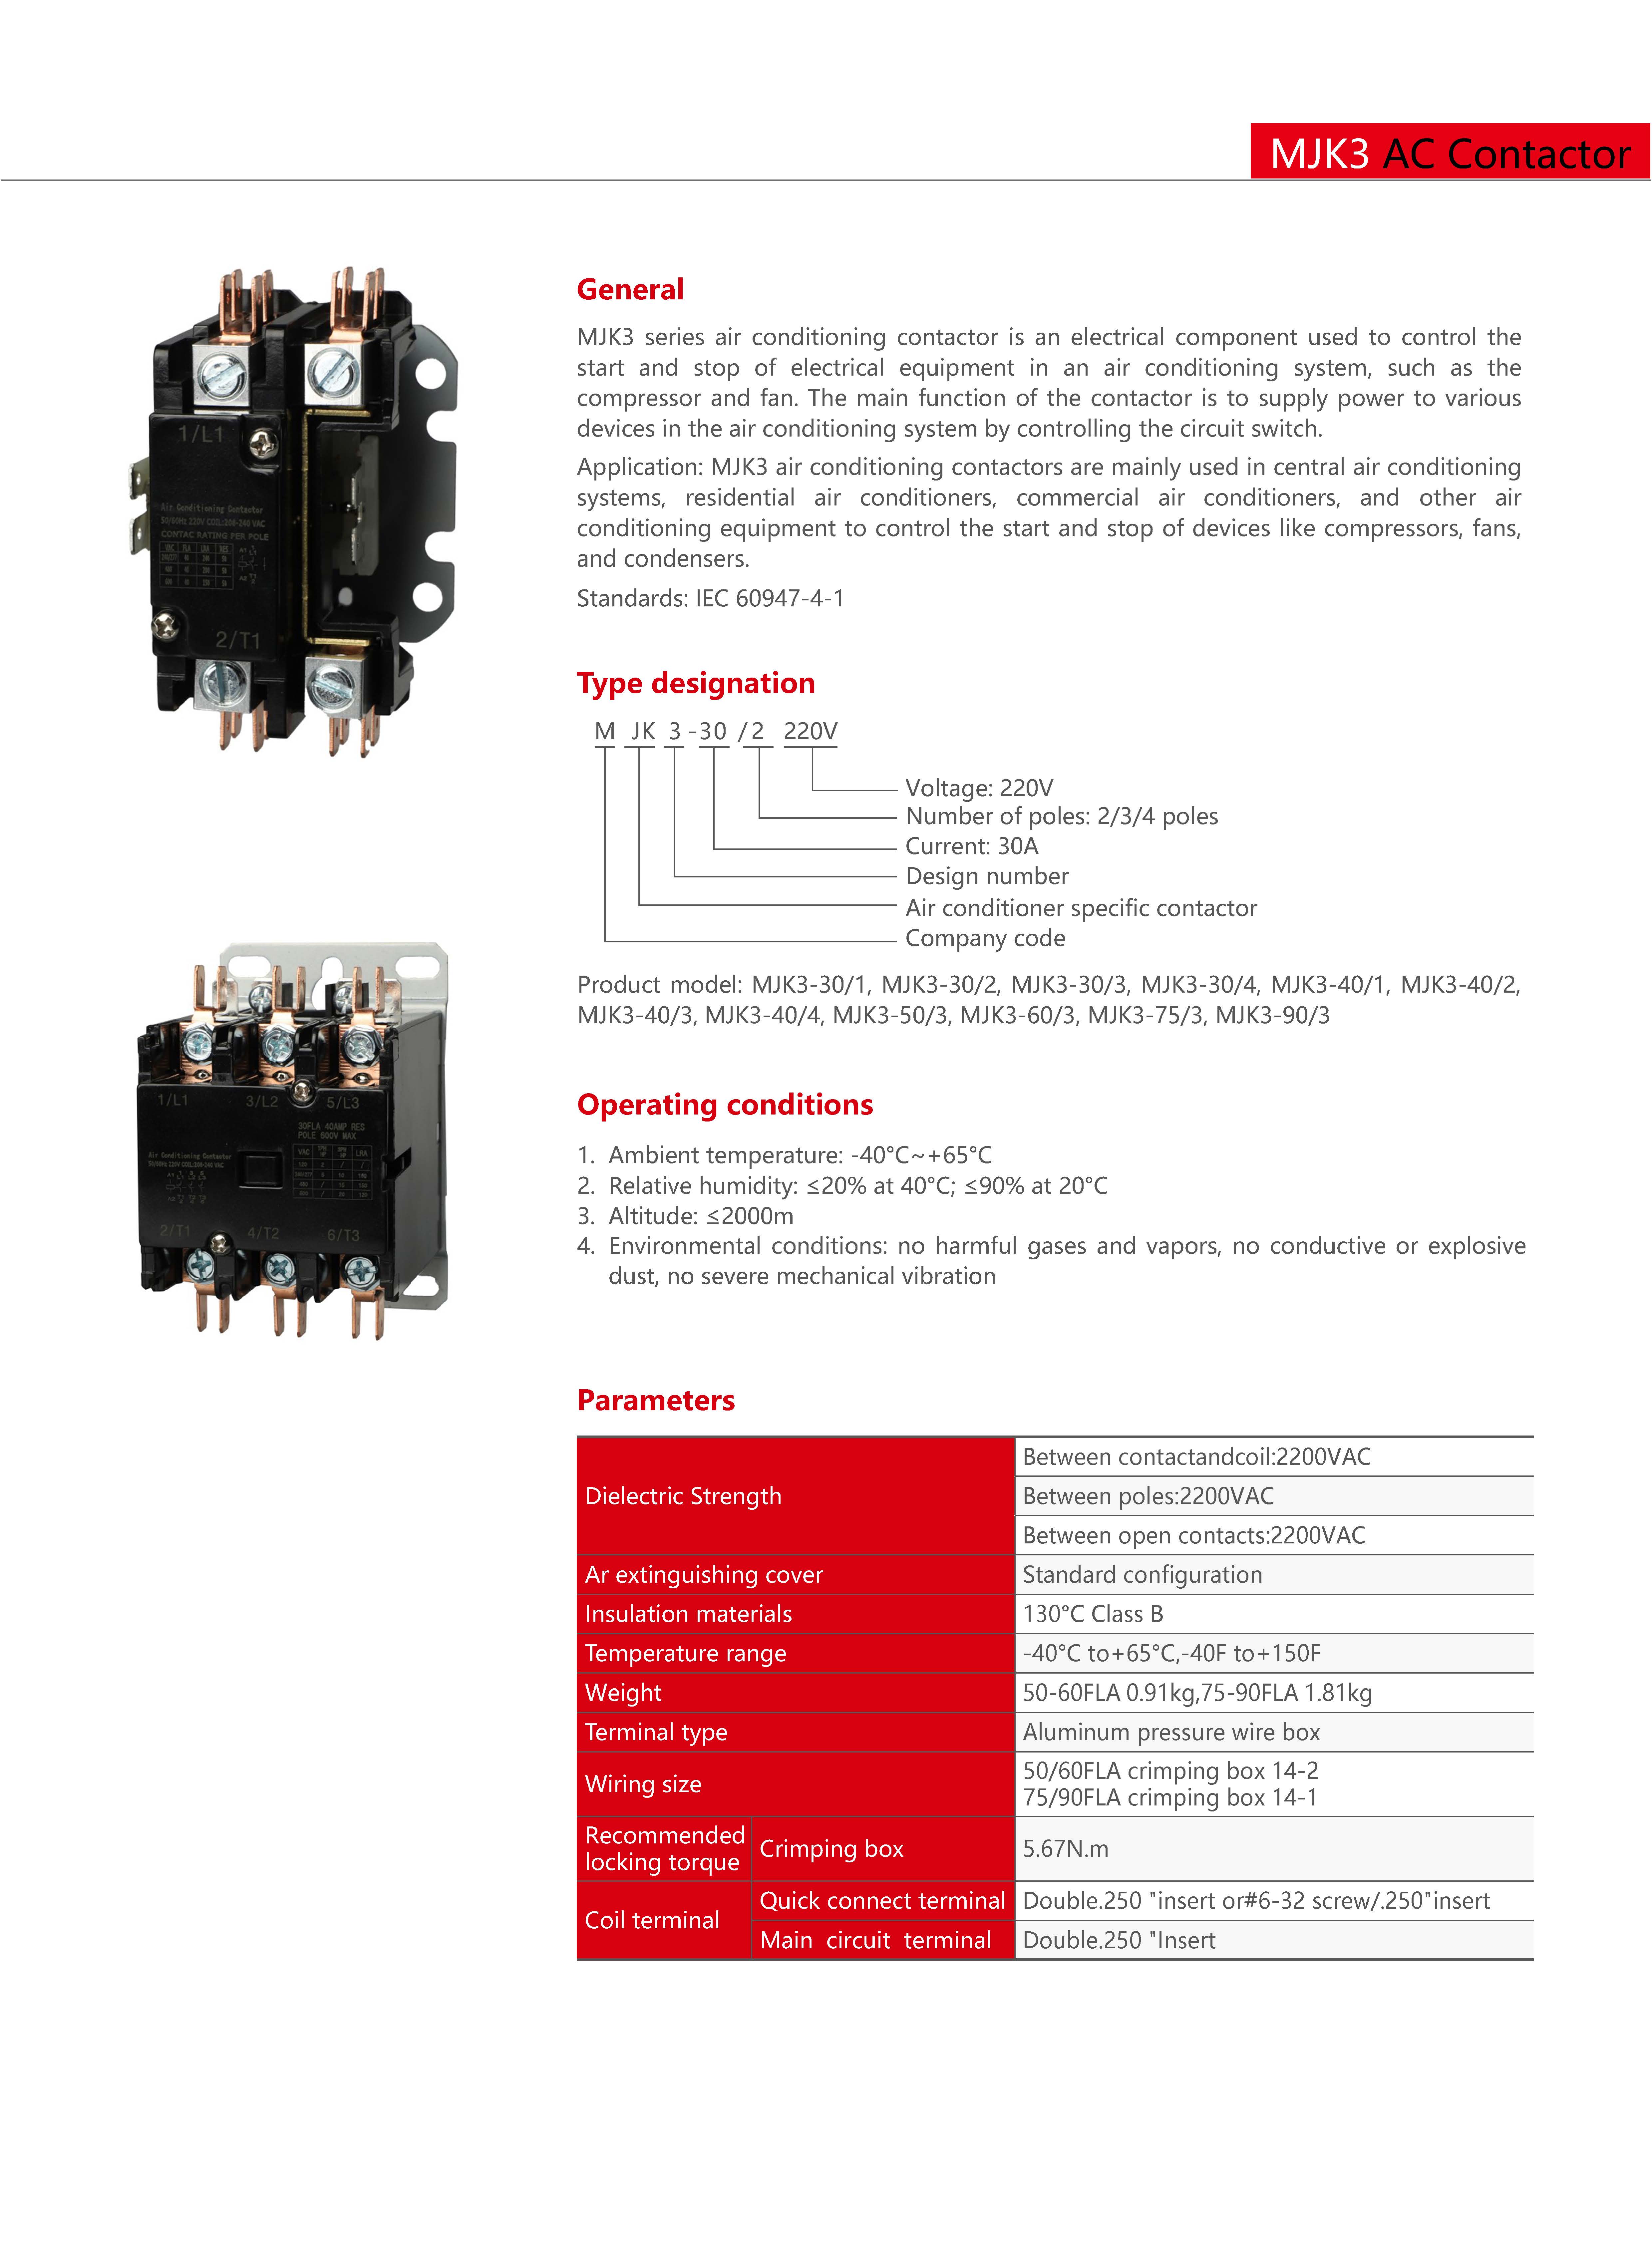 MJK3 AC Contactor
General
MJK3 series air conditioning contactor is an electrical component used to control the
start and stop of electrical equipment in an air conditioning system, such as the
compressor and fan. The main function of the contactor is to supply power to various
devices in the air conditioning system by controlling the circuit switch.
Application: MJK3 air conditioning contactors are mainly used in central air conditioning
systems, residential air conditioners, commercial air conditioners, and other air
conditioning equipment to control the start and stop of devices like compressors, fans,
and condensers.
Standards: IEC 60947-4-1
1/L1
Air Conditioning Contactor
50/60Hz 220V COIL:208-240 VAC
CONTAC RATING PER POLE
2/T1
Type designation
M JK 3 -30 /2 220V
Voltage: 220V
Number of poles: 2/3/4 poles
Current: 30A
Design number
Air conditioner specific contactor
Company code
Product model: MJK3-30/1, MJK3-30/2, MJK3-30/3, MJK3-30/4, MJK3-40/1, MJK3-40/2,
MJK3-40/3, MJK3-40/4, MJK3-50/3, MJK3-60/3, MJK3-75/3, MJK3-90/3
1/L1 3/L2 5/L3
30FLA 40AMP RES
POLE 600V MAX
Air Conditioning Contactor
50/60Hz 220V COIL:208-240 VAC
2/T1 4/T2 6/T3
Operating conditions
1. Ambient temperature: -40°C~+65°C
2. Relative humidity: ≤20% at 40°C; ≤90% at 20°C
3. Altitude: ≤2000m
4. Environmental conditions: no harmful gases and vapors, no conductive or explosive
dust, no severe mechanical vibration
Parameters
Dielectric Strength
Between contactandcoil:2200VAC
Between poles:2200VAC
Between open contacts:2200VAC
Ar extinguishing cover Standard configuration
Insulation materials 130°C Class B
Temperature range -40°C to+65°C,-40F to+150F
Weight 50-60FLA 0.91kg,75-90FLA 1.81kg
Terminal type Aluminum pressure wire box
Wiring size
50/60FLA crimping box 14-2
75/90FLA crimping box 14-1
Recommended
locking torque
Crimping box 5.67N.m
Coil terminal
Quick connect terminal Double.250 "insert or#6-32 screw/.250"insert
Main circuit terminal Double.250 "Insert